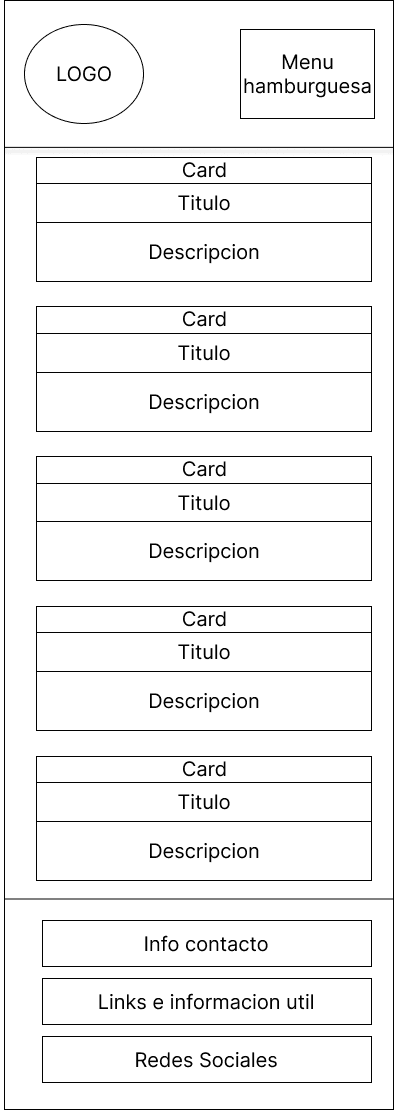 LOGO
Menu
hamburguesa
Card
Titulo
Descripcion
Card
Titulo
Descripcion
Card
Titulo
Descripcion
Card
Titulo
Descripcion
Card
Titulo
Descripcion
Info contacto
Links e informacion util
Redes Sociales